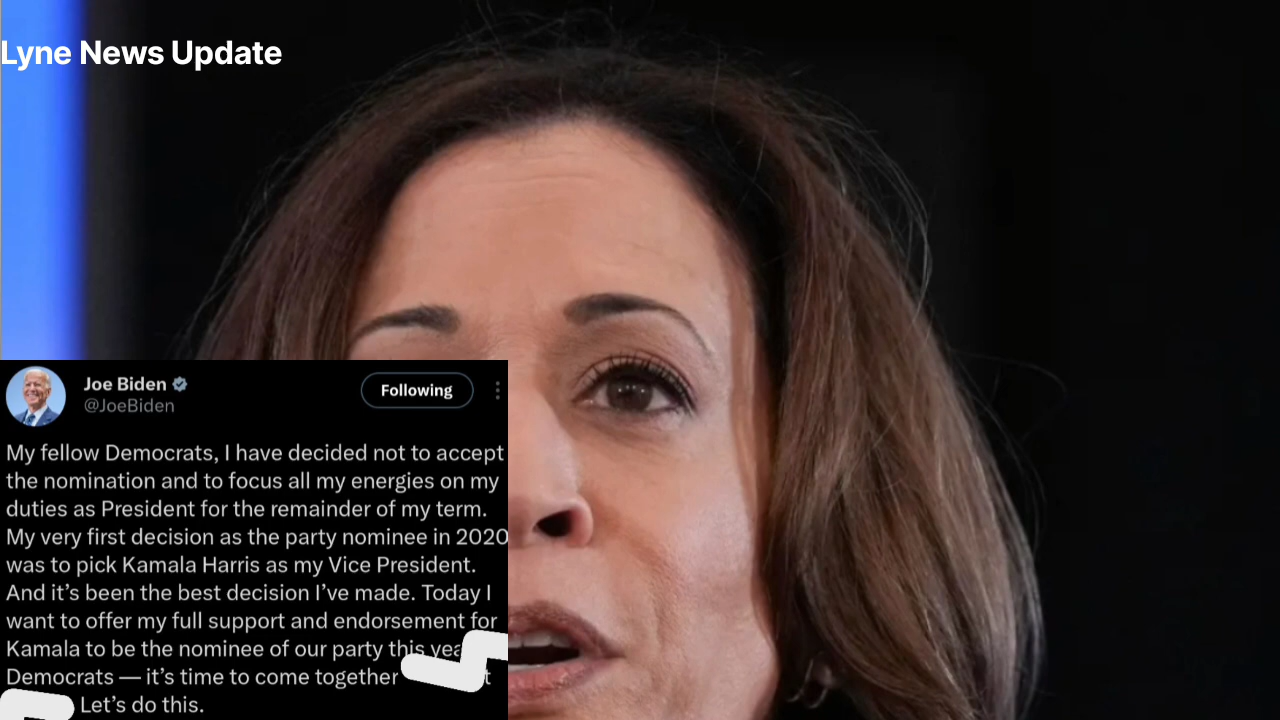 Lyne News Update
Joe Biden
@JoeBiden
Following
My fellow Democrats, I have decided not to accept
the nomination and to focus all my energies on my
duties as President for the remainder of my term.
My very first decision as the party nominee in 2020
was to pick Kamala Harris as my Vice President.
And it’s been the best decision I’ve made. Today I
want to offer my full support and endorsement for
Kamala to be the nominee of our party this
Democrats — it’s time to come together
Let’s do this.